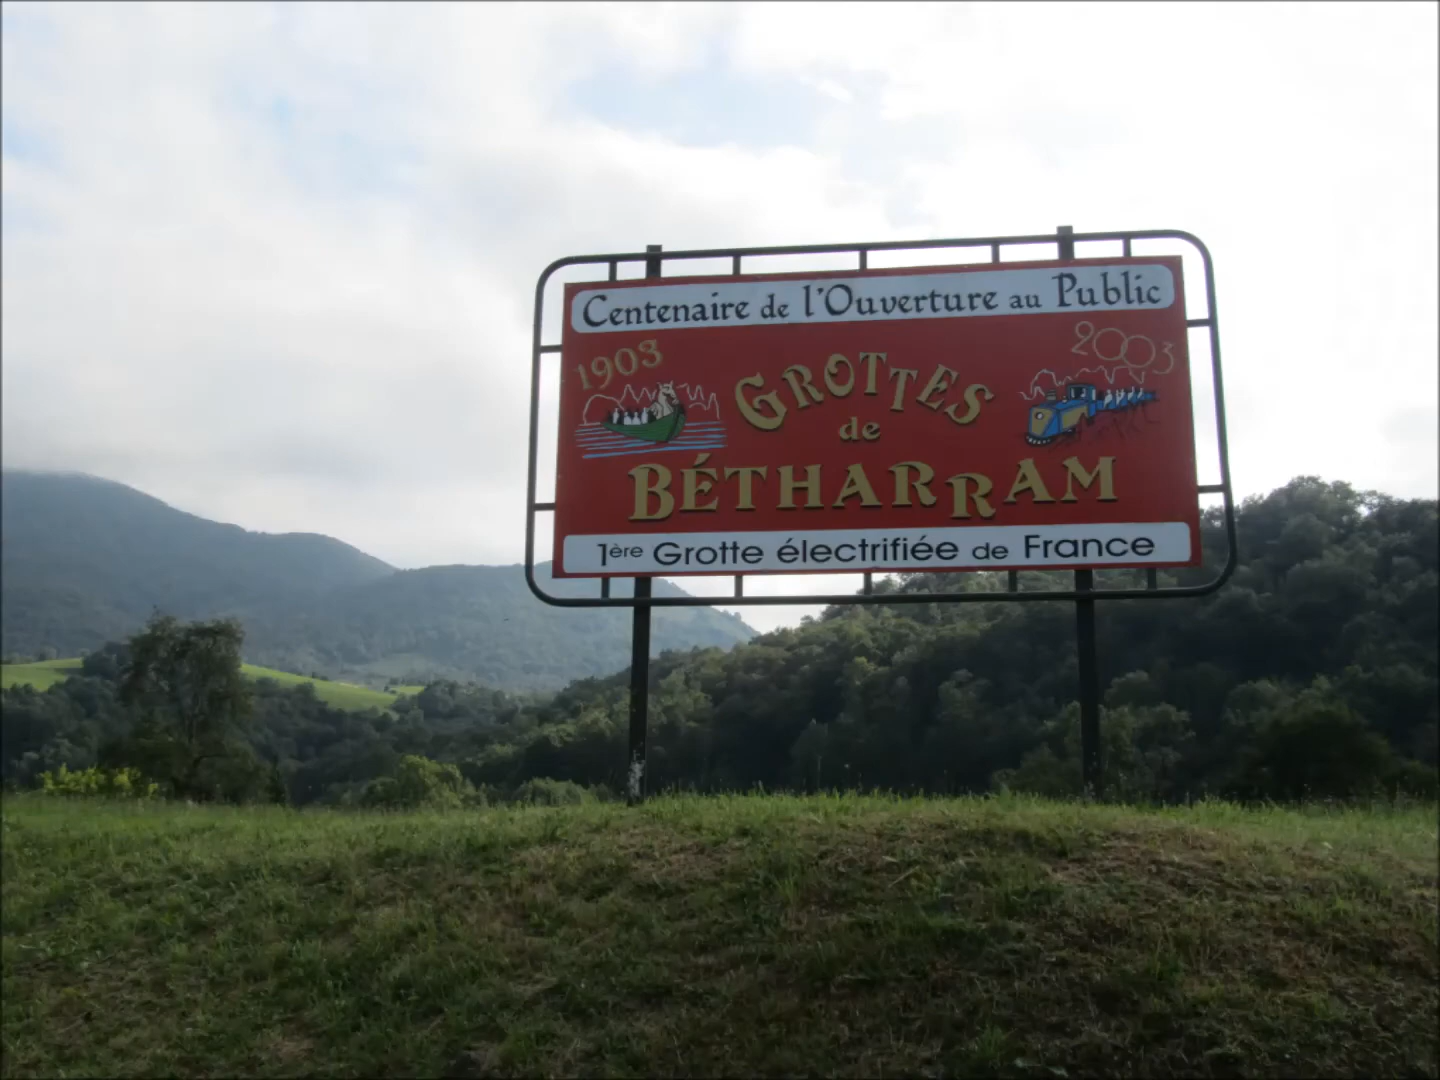 Centenaire de l'Ouverture au Public
1903
2003
GROTTES
de
BÉTHARRAM
1ère Grotte électrifiée de France